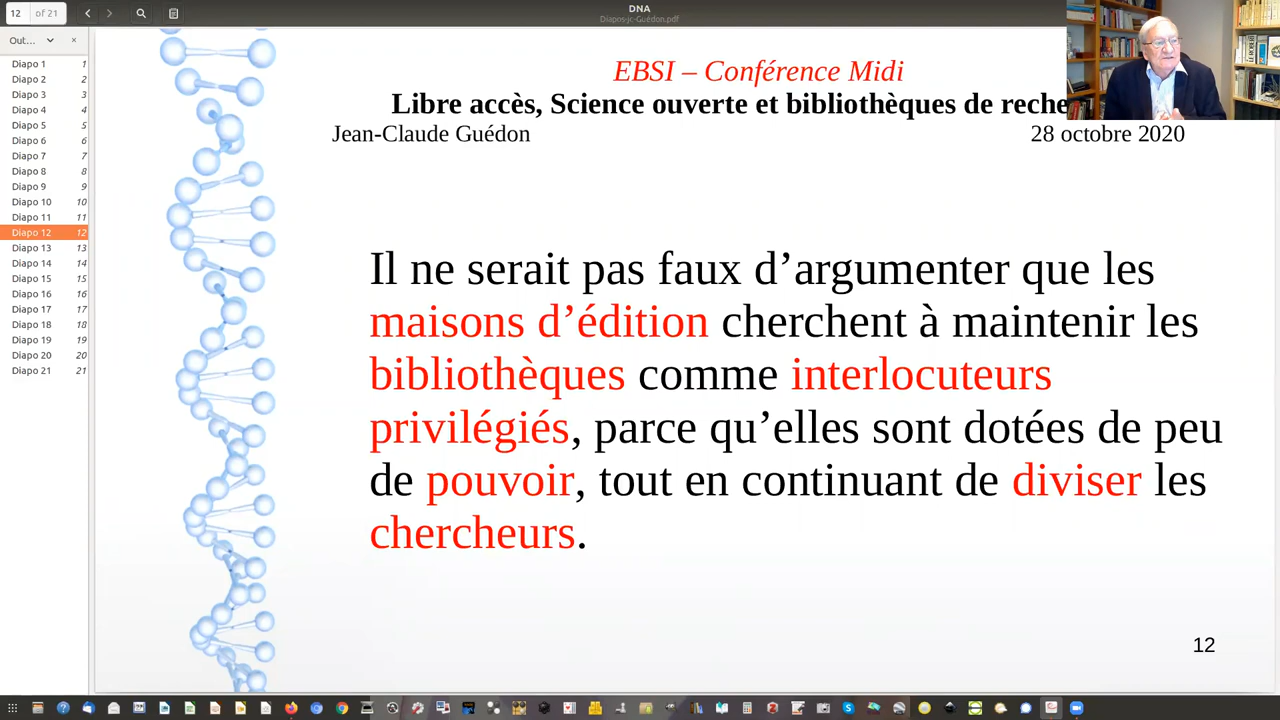 DNA
Diapos-jc-Guédon.pdf
12 of 21
Out...
Diapo 1 1
Diapo 2 2
Diapo 3 3
Diapo 4 4
Diapo 5 5
Diapo 6 6
Diapo 7 7
Diapo 8 8
Diapo 9 9
Diapo 10 10
Diapo 11 11
Diapo 12 12
Diapo 13 13
Diapo 14 14
Diapo 15 15
Diapo 16 16
Diapo 17 17
Diapo 18 18
Diapo 19 19
Diapo 20 20
Diapo 21 21
EBSI – Conférence Midi
Libre accès, Science ouverte et bibliothèques de reche
Jean-Claude Guédon 28 octobre 2020
Il ne serait pas faux d’argumenter que les
maisons d’édition cherchent à maintenir les
bibliothèques comme interlocuteurs
privilégiés, parce qu’elles sont dotées de peu
de pouvoir, tout en continuant de diviser les
chercheurs.
12